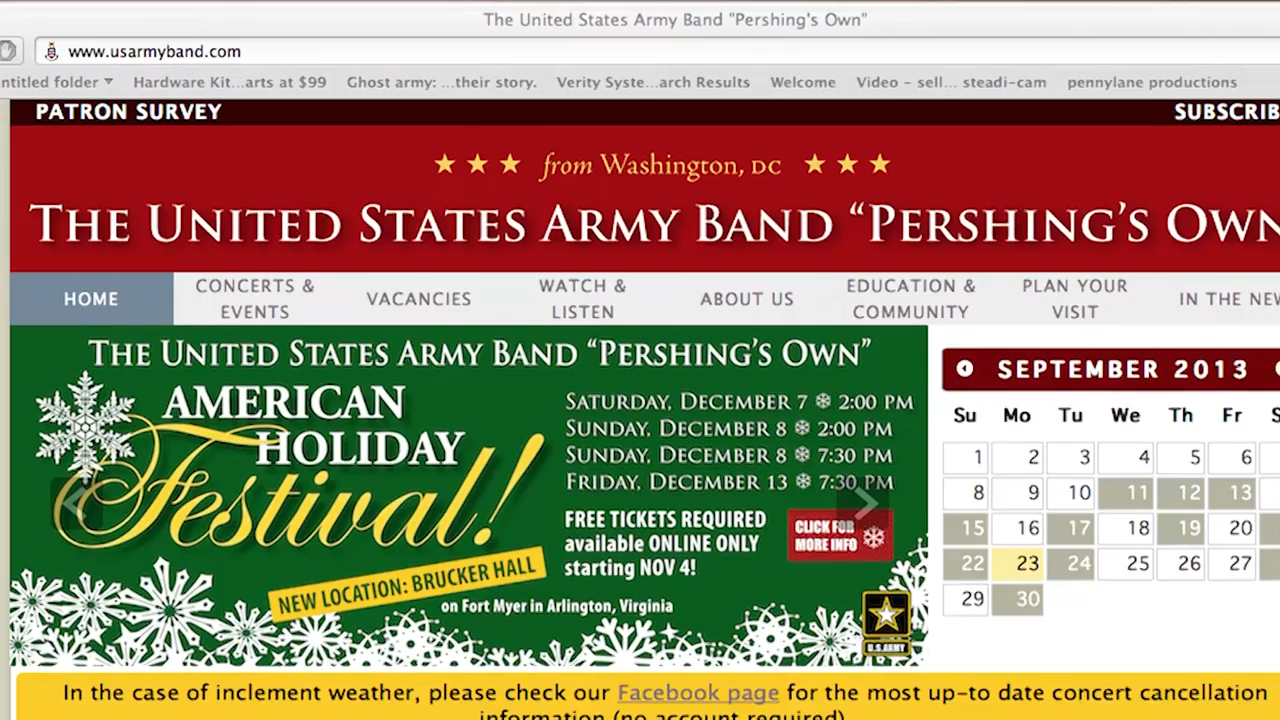 The United States Army Band "Pershing's Own"
www.usarmyband.com
ntitled folder
Hardware Kit...arts at $99
Ghost army: ...their story.
Verity Syste...arch Results
Welcome
Video - sell... steadi-cam
pennylane productions
PATRON SURVEY
SUBSCRIB
from Washington, DC
THE UNITED STATES ARMY BAND “PERSHING'S OWN
HOME
CONCERTS &
EVENTS
VACANCIES
WATCH &
LISTEN
ABOUT US
EDUCATION &
COMMUNITY
PLAN YOUR
VISIT
IN THE NEW
THE UNITED STATES ARMY BAND “PERSHING'S OWN”
AMERICAN
HOLIDAY
Festival!
NEW LOCATION: BRUCKER HALL
on Fort Myer in Arlington, Virginia
SATURDAY, DECEMBER 7 ❄ 2:00 PM
SUNDAY, DECEMBER 8 ❄ 2:00 PM
SUNDAY, DECEMBER 8 ❄ 7:30 PM
FRIDAY, DECEMBER 13 ❄ 7:30 PM
FREE TICKETS REQUIRED
available ONLINE ONLY
starting NOV 4!
CLICK FOR
MORE INFO
U.S.ARMY
SEPTEMBER 2013
Su Mo Tu We Th Fr S
1 2 3 4 5 6
8 9 10 11 12 13
15 16 17 18 19 20
22 23 24 25 26 27
29 30
In the case of inclement weather, please check our Facebook page for the most up-to date concert cancellation
information (no account required)